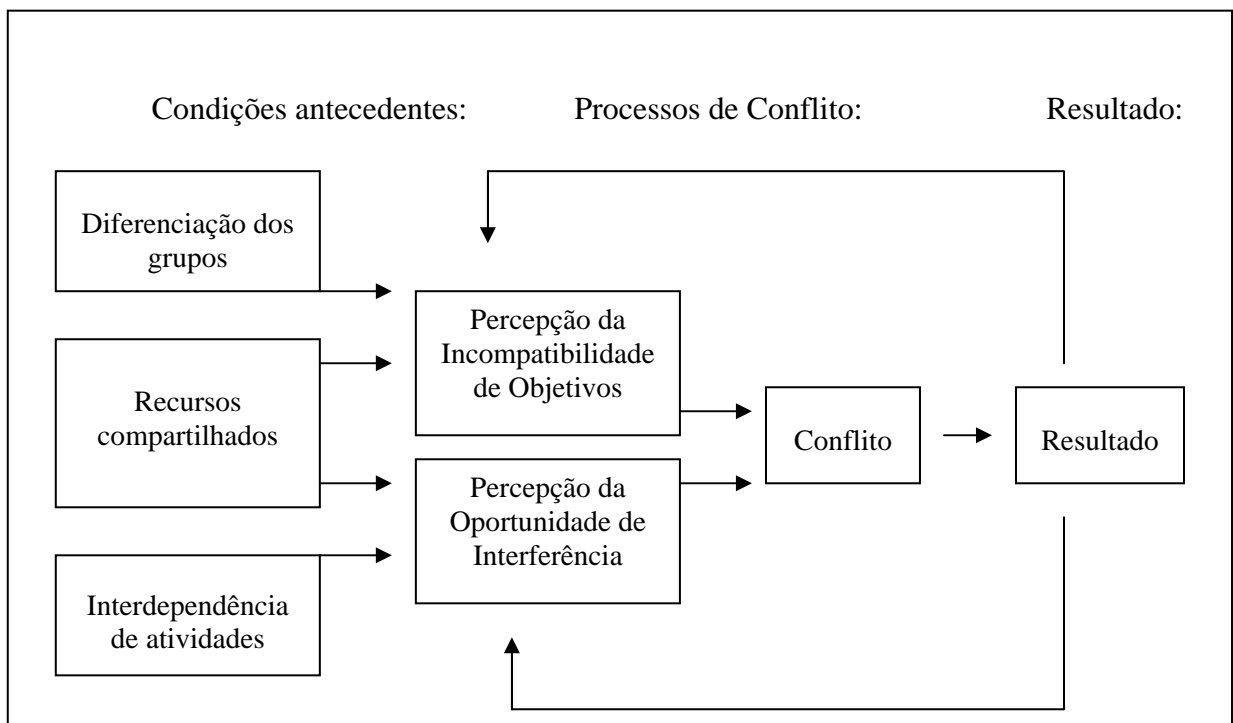 Condições antecedentes:
Processos de Conflito:
Resultado:
Diferenciação dos
grupos
Recursos
compartilhados
Interdependência
de atividades
Percepção da
Incompatibilidade
de Objetivos
Percepção da
Oportunidade de
Interferência
Conflito
Resultado